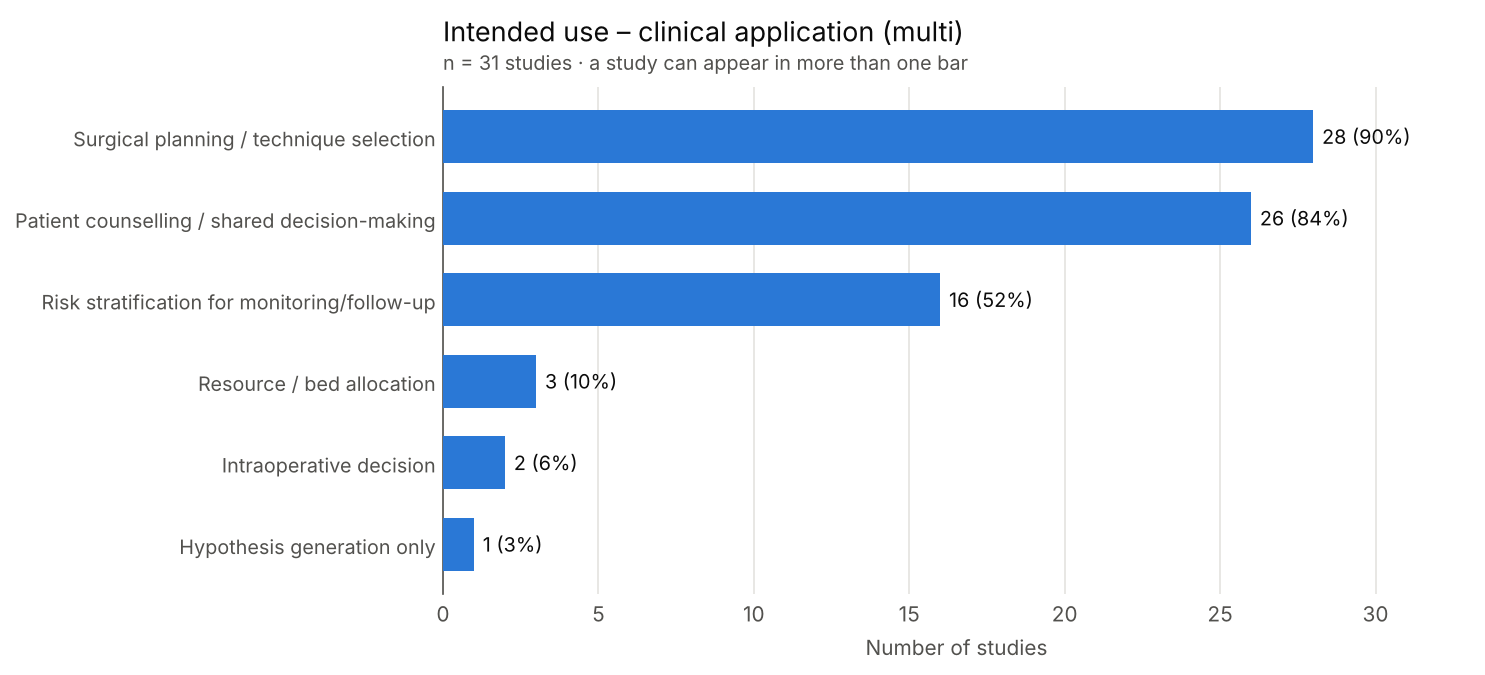 Intended use – clinical application (multi)
n = 31 studies · a study can appear in more than one bar
Surgical planning / technique selection
28 (90%)
Patient counselling / shared decision-making
26 (84%)
Risk stratification for monitoring/follow-up
16 (52%)
Resource / bed allocation
3 (10%)
Intraoperative decision
2 (6%)
Hypothesis generation only
1 (3%)
0 5 10 15 20 25 30
Number of studies